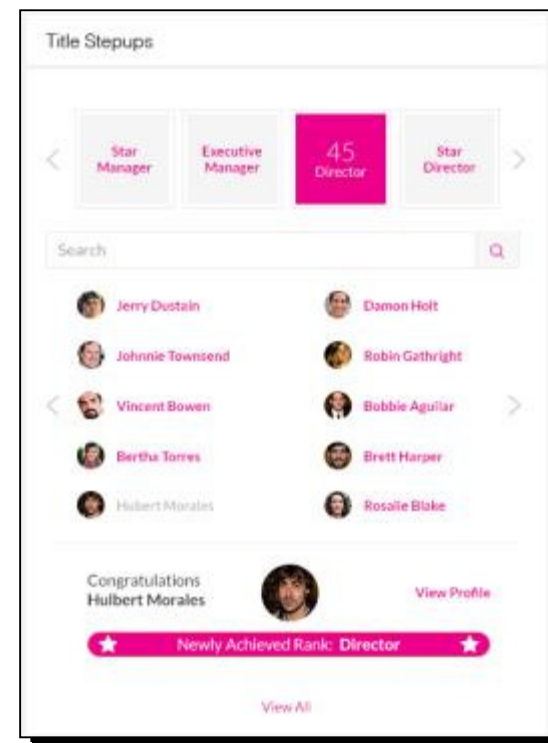 Title Stepups
Star
Manager
Executive
Manager
45
Director
Star
Director
Search
Jerry Dustain
Damon Holt
Johnnie Townsend
Robin Gathright
Vincent Bowen
Bobbie Aguilar
Bertha Torres
Brett Harper
Hubert Morales
Rosalie Blake
Congratulations
Hulbert Morales
View Profile
Newly Achieved Rank: Director
View All